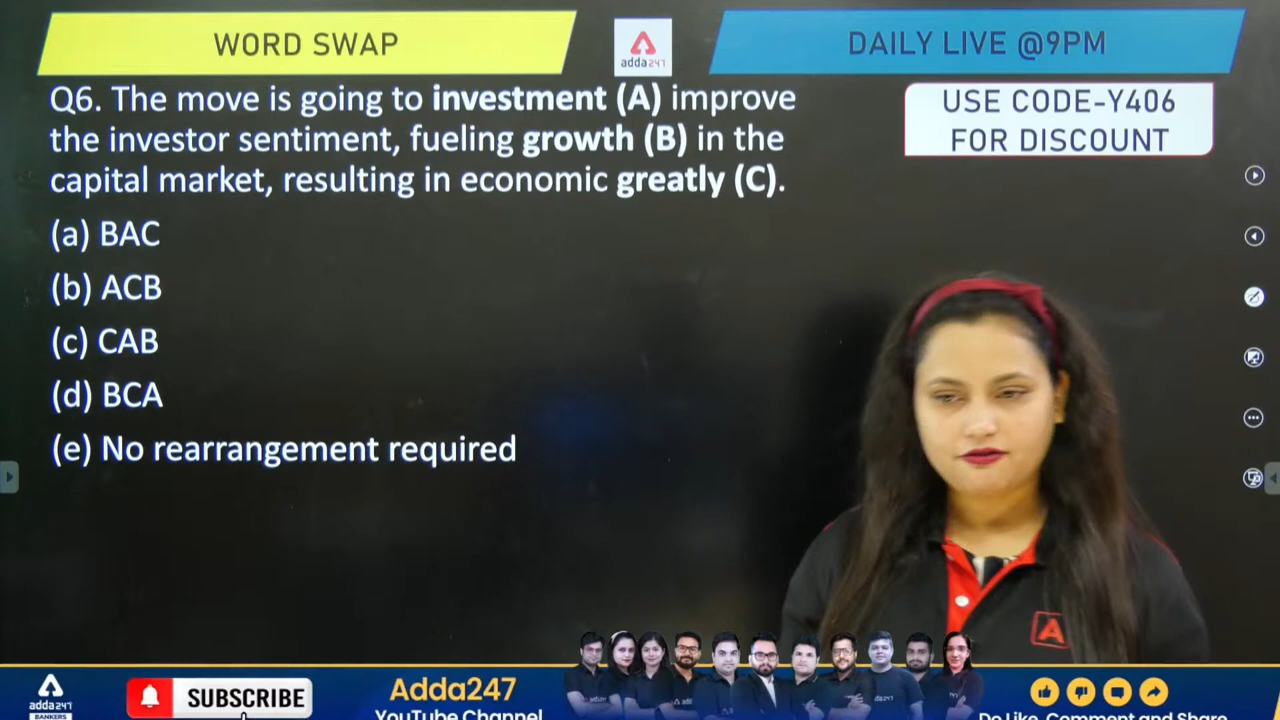 WORD SWAP
adda247
DAILY LIVE @9PM
Q6. The move is going to investment (A) improve
the investor sentiment, fueling growth (B) in the
capital market, resulting in economic greatly (C).
USE CODE-Y406
FOR DISCOUNT
(a) BAC
(b) ACB
(c) CAB
(d) BCA
(e) No rearrangement required
A
adda247
BANKERS
SUBSCRIBE
Adda247
YouTube Channel
Do Like, Comment and Share